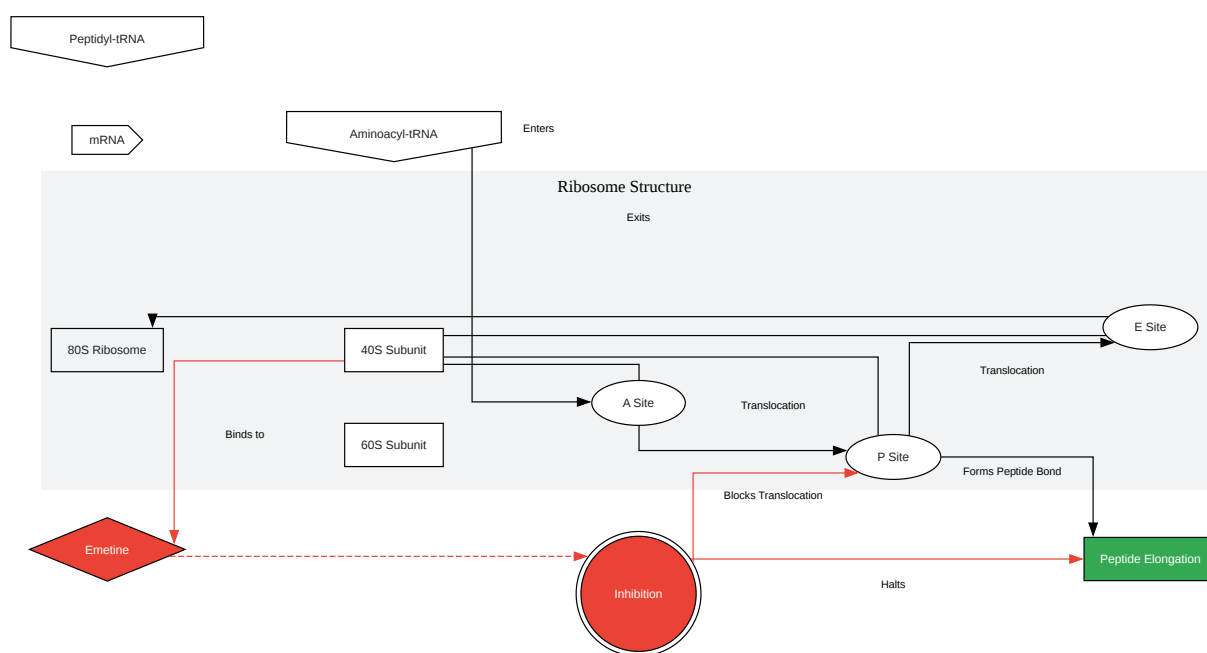 Peptidyl-tRNA
Enters
Aminoacyl-tRNA
mRNA
Ribosome Structure
Exits
E Site
80S Ribosome
40S Subunit
Translocation
A Site
Translocation
Binds to
60S Subunit
P Site
Forms Peptide Bond
Blocks Translocation
Emetine
Peptide Elongation
Halts
Inhibition